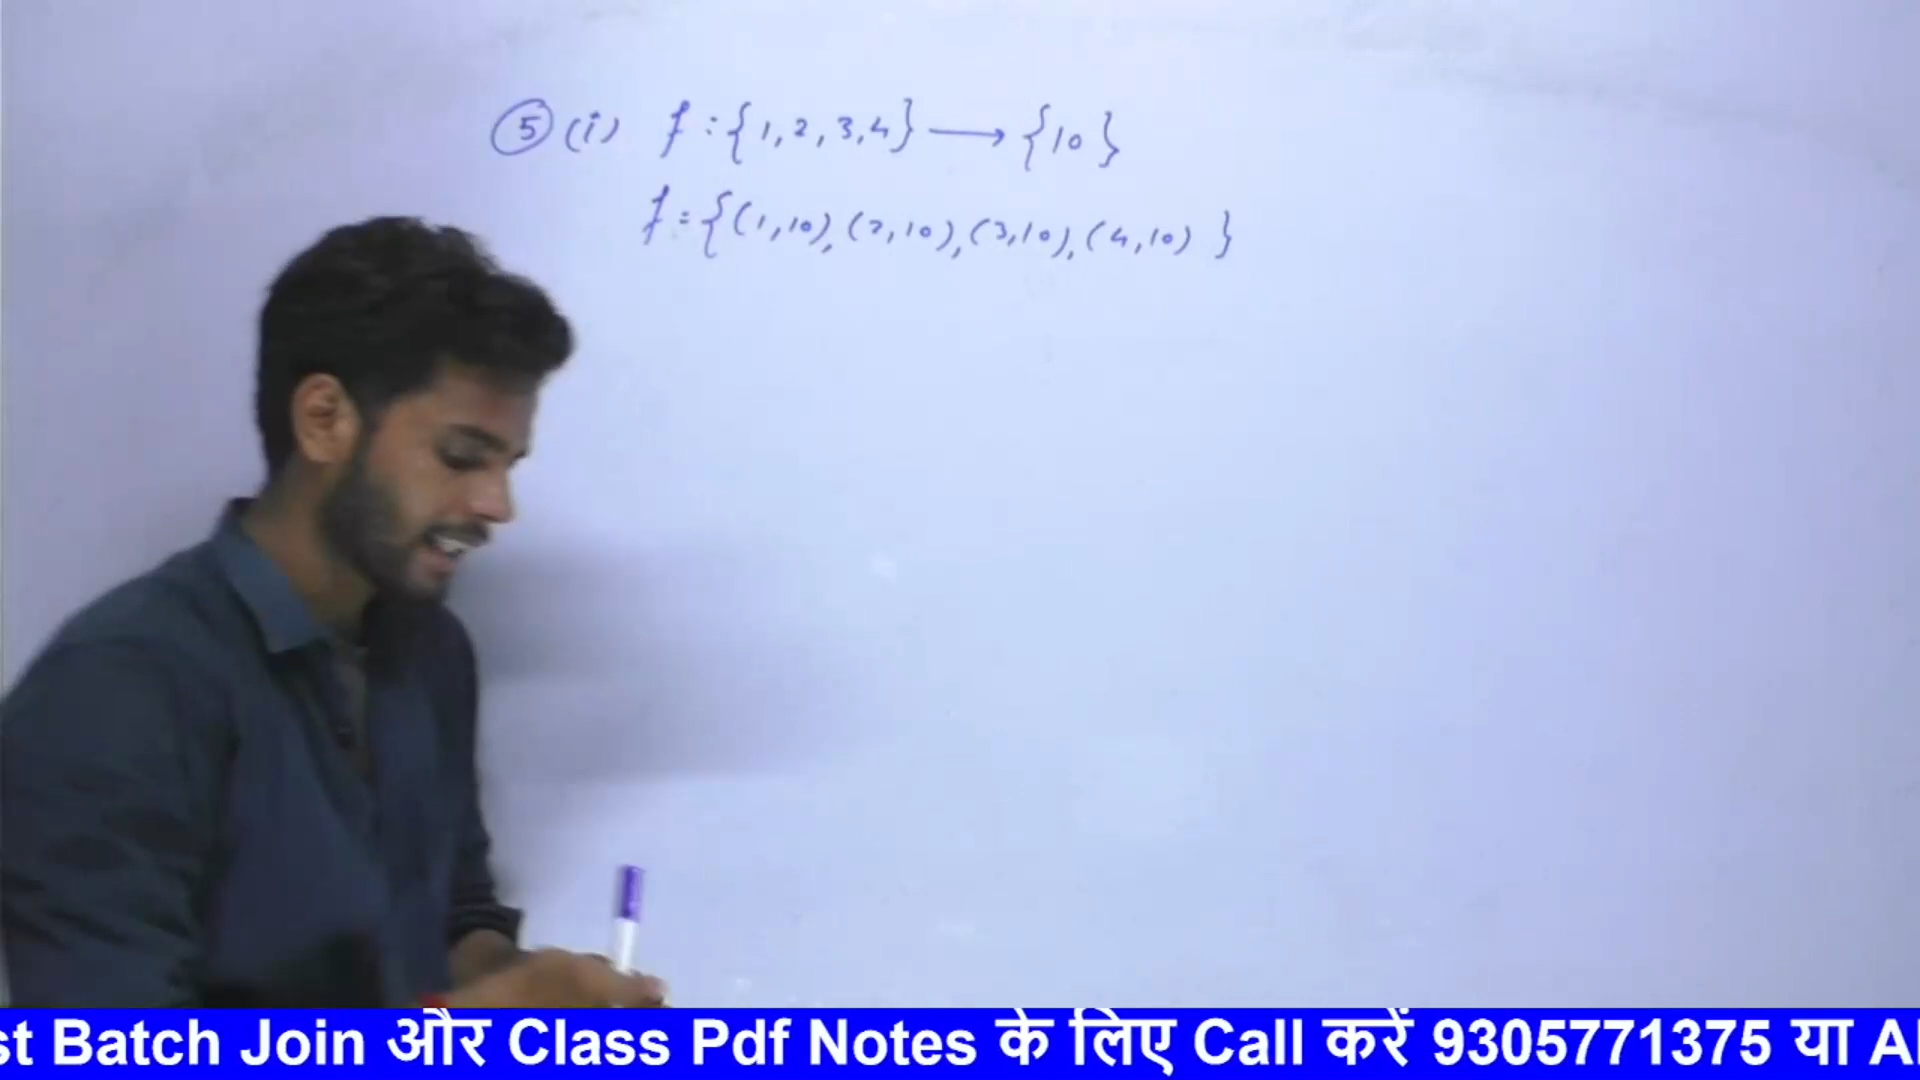 5 (i) f : {1, 2, 3, 4} ⟶ {10}
f = {(1, 10), (2, 10), (3, 10), (4, 10) }
Batch Join और Class Pdf Notes के लिए Call करें 9305771375 या